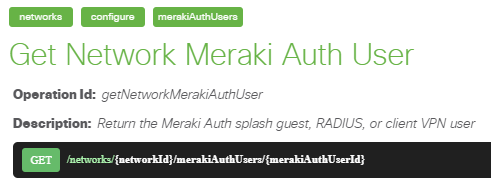 networks configure merakiAuthUsers
Get Network Meraki Auth User
Operation Id: getNetworkMerakiAuthUser
Description: Return the Meraki Auth splash guest, RADIUS, or client VPN user
GET /networks/{networkId}/merakiAuthUsers/{merakiAuthUserId}